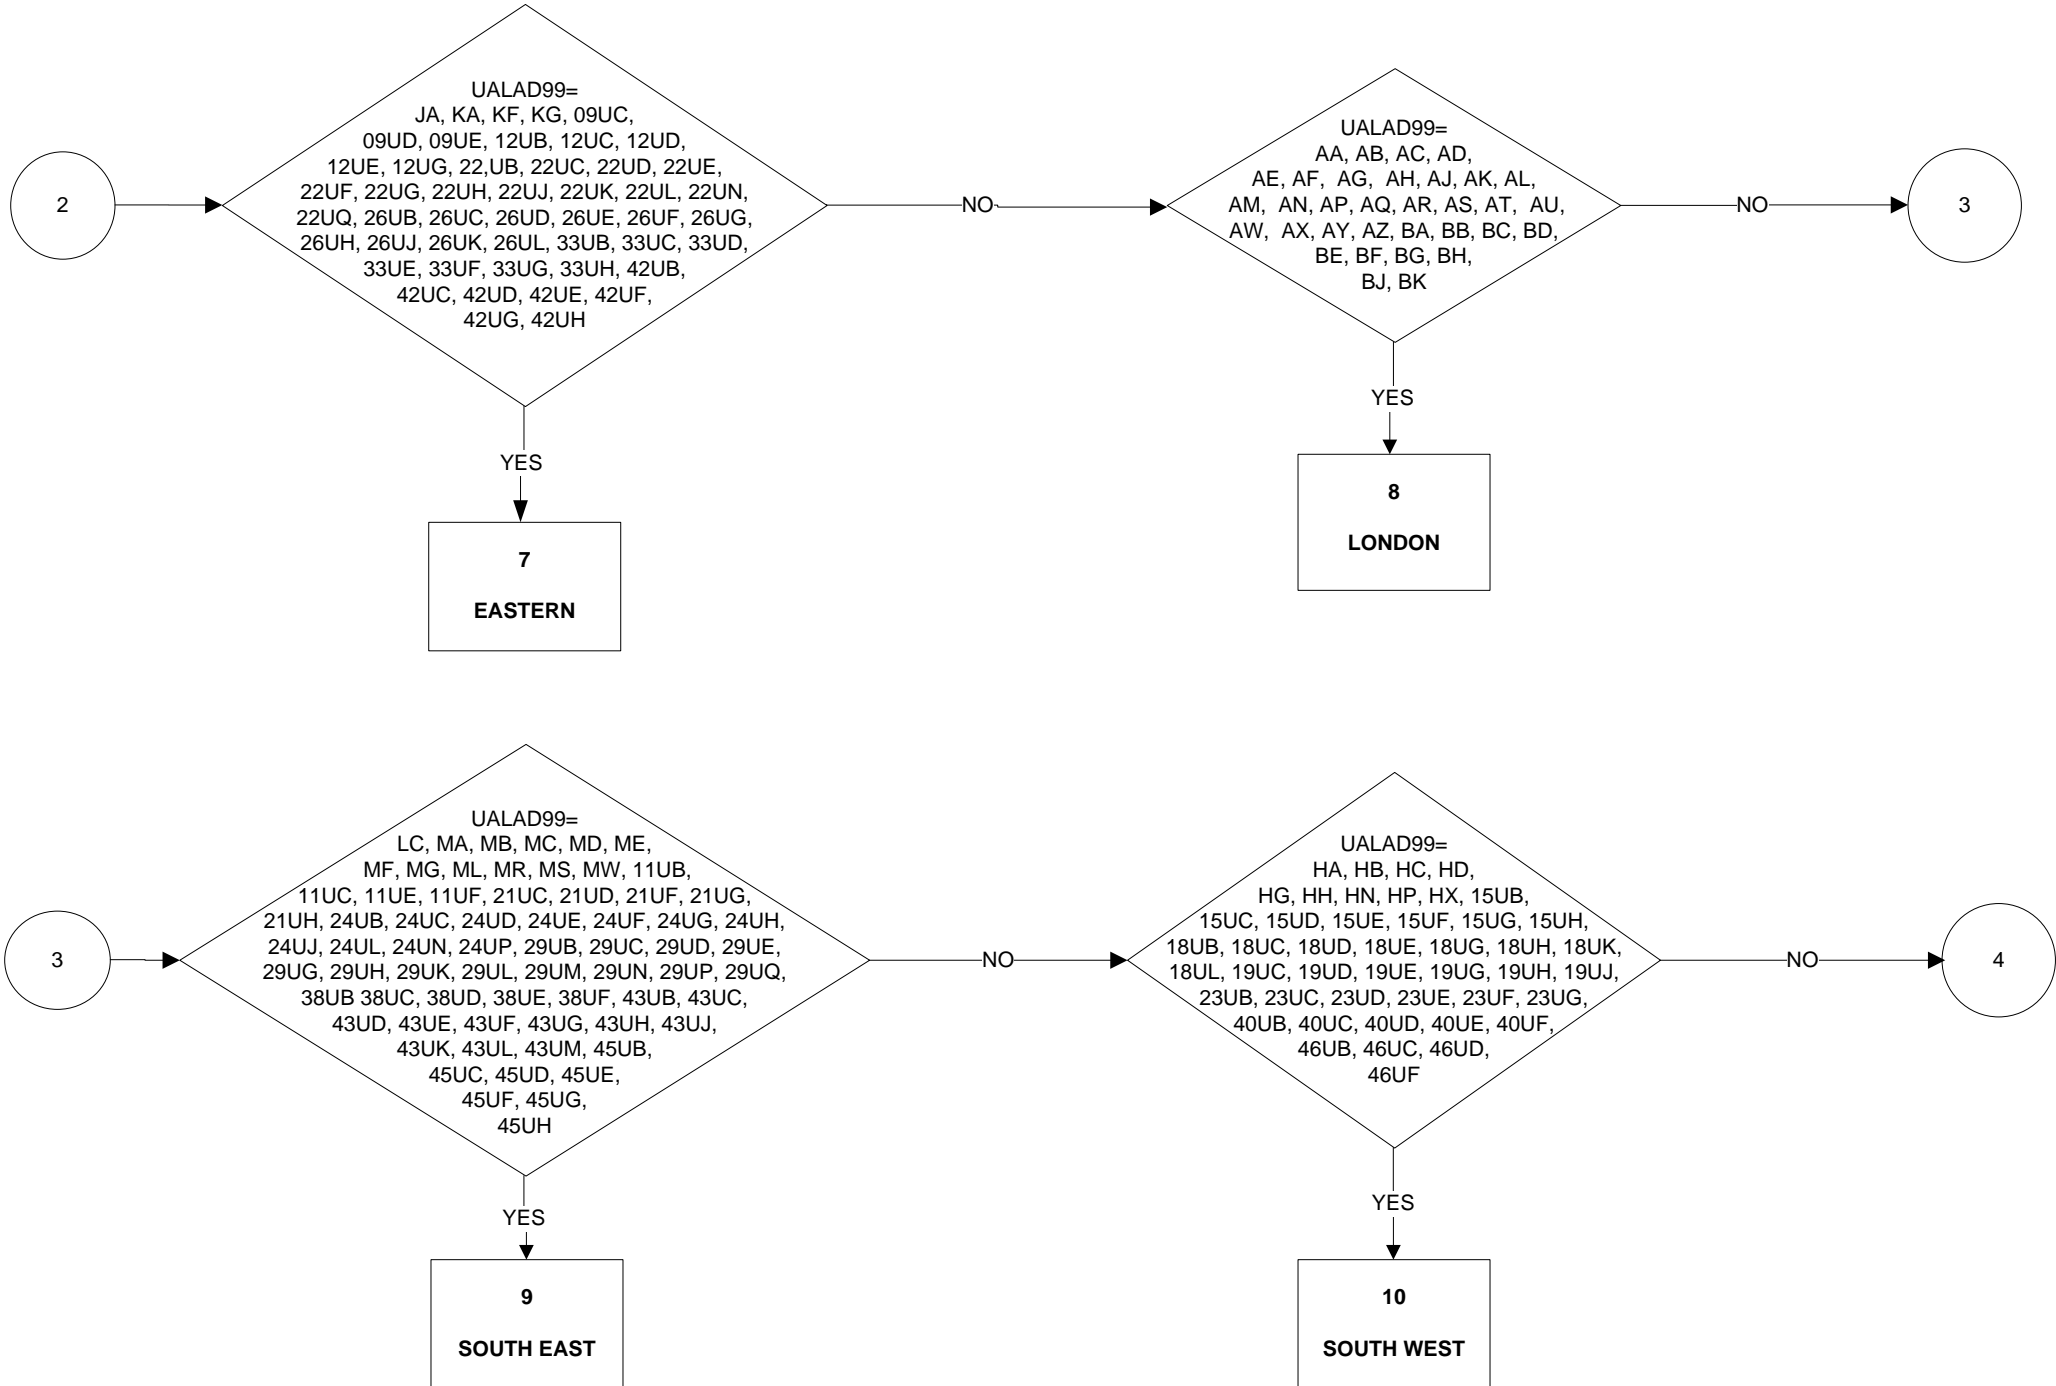 2
UALAD99=
JA, KA, KF, KG, 09UC,
09UD, 09UE, 12UB, 12UC, 12UD,
12UE, 12UG, 22,UB, 22UC, 22UD, 22UE,
22UF, 22UG, 22UH, 22UJ, 22UK, 22UL, 22UN,
22UQ, 26UB, 26UC, 26UD, 26UE, 26UF, 26UG,
26UH, 26UJ, 26UK, 26UL, 33UB, 33UC, 33UD,
33UE, 33UF, 33UG, 33UH, 42UB,
42UC, 42UD, 42UE, 42UF,
42UG, 42UH
NO
UALAD99=
AA, AB, AC, AD,
AE, AF, AG, AH, AJ, AK, AL,
AM, AN, AP, AQ, AR, AS, AT, AU,
AW, AX, AY, AZ, BA, BB, BC, BD,
BE, BF, BG, BH,
BJ, BK
NO
3
YES
7
EASTERN
YES
8
LONDON
3
UALAD99=
LC, MA, MB, MC, MD, ME,
MF, MG, ML, MR, MS, MW, 11UB,
11UC, 11UE, 11UF, 21UC, 21UD, 21UF, 21UG,
21UH, 24UB, 24UC, 24UD, 24UE, 24UF, 24UG, 24UH,
24UJ, 24UL, 24UN, 24UP, 29UB, 29UC, 29UD, 29UE,
29UG, 29UH, 29UK, 29UL, 29UM, 29UN, 29UP, 29UQ,
38UB 38UC, 38UD, 38UE, 38UF, 43UB, 43UC,
43UD, 43UE, 43UF, 43UG, 43UH, 43UJ,
43UK, 43UL, 43UM, 45UB,
45UC, 45UD, 45UE,
45UF, 45UG,
45UH
NO
UALAD99=
HA, HB, HC, HD,
HG, HH, HN, HP, HX, 15UB,
15UC, 15UD, 15UE, 15UF, 15UG, 15UH,
18UB, 18UC, 18UD, 18UE, 18UG, 18UH, 18UK,
18UL, 19UC, 19UD, 19UE, 19UG, 19UH, 19UJ,
23UB, 23UC, 23UD, 23UE, 23UF, 23UG,
40UB, 40UC, 40UD, 40UE, 40UF,
46UB, 46UC, 46UD,
46UF
NO
4
YES
9
SOUTH EAST
YES
10
SOUTH WEST